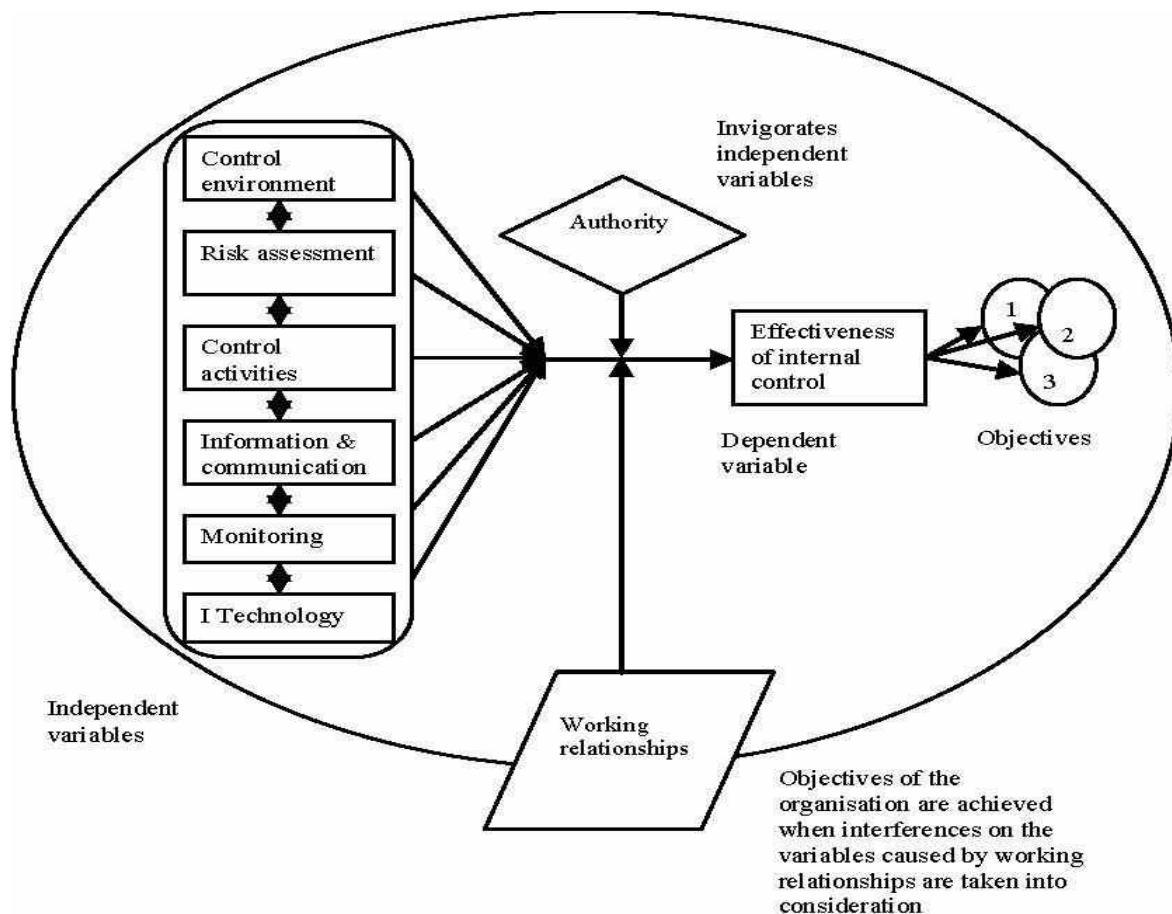 Control
environment
Risk assessment
Control
activities
Information &
communication
Monitoring
I Technology
Independent
variables
Invigorates
independent
variables
Authority
Effectiveness
of internal
control
Dependent
variable
1
2
3
Objectives
Working
relationships
Objectives of the
organisation are achieved
when interferences on the
variables caused by working
relationships are taken into
consideration